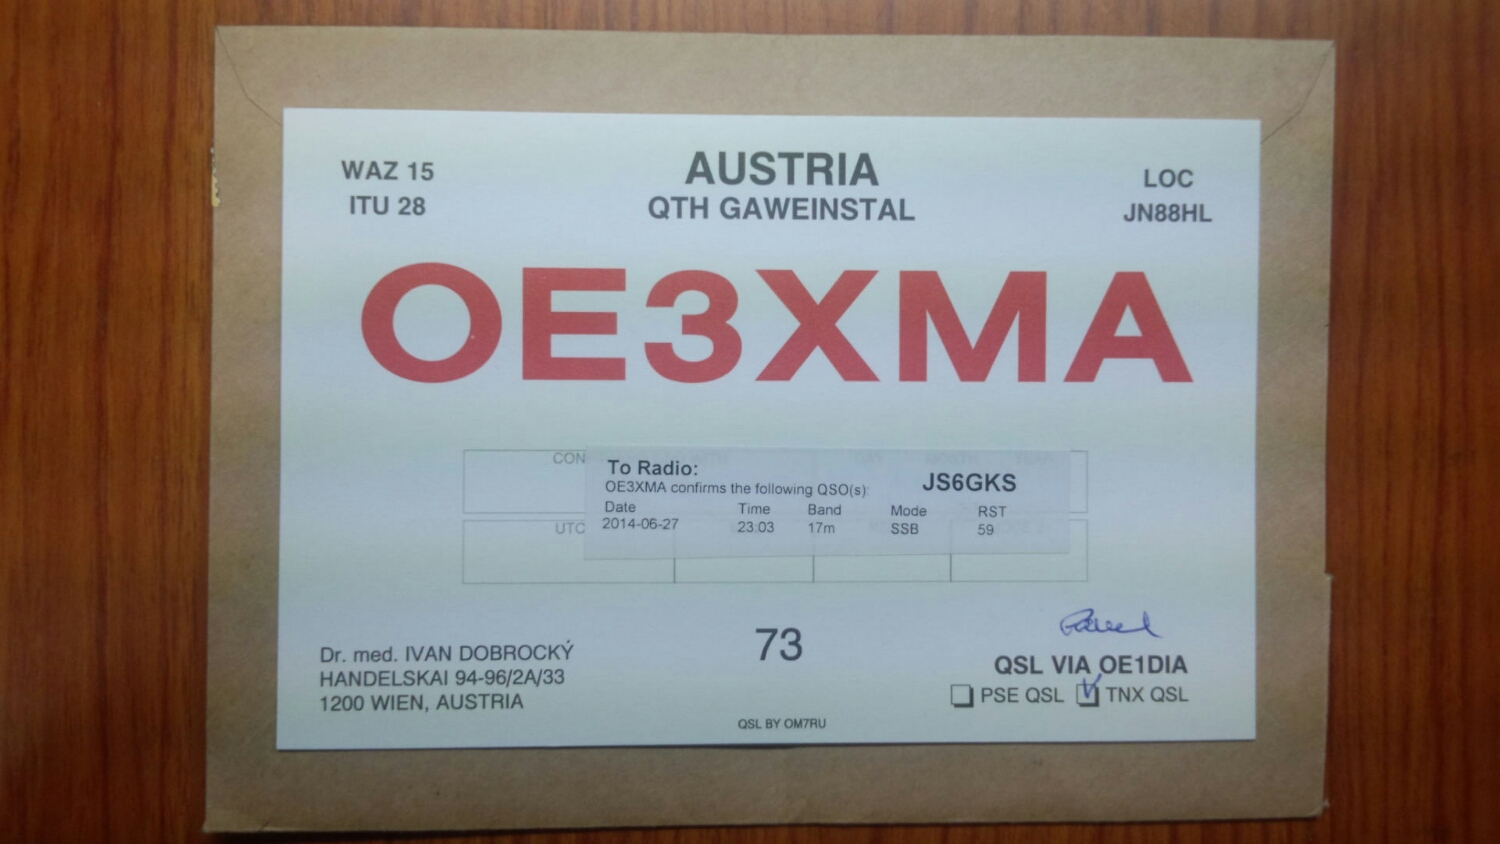 WAZ 15
ITU 28
AUSTRIA
QTH GAWEINSTAL
LOC
JN88HL
OE3XMA
CON
To Radio: JS6GKS
OE3XMA confirms the following QSO(s):
Date Time Band Mode RST
2014-06-27 23:03 17m SSB 59
UTC
Dr. med. IVAN DOBROCKÝ
HANDELSKAI 94-96/2A/33
1200 WIEN, AUSTRIA
73
QSL VIA OE1DIA
PSE QSL TNX QSL
QSL BY OM7RU